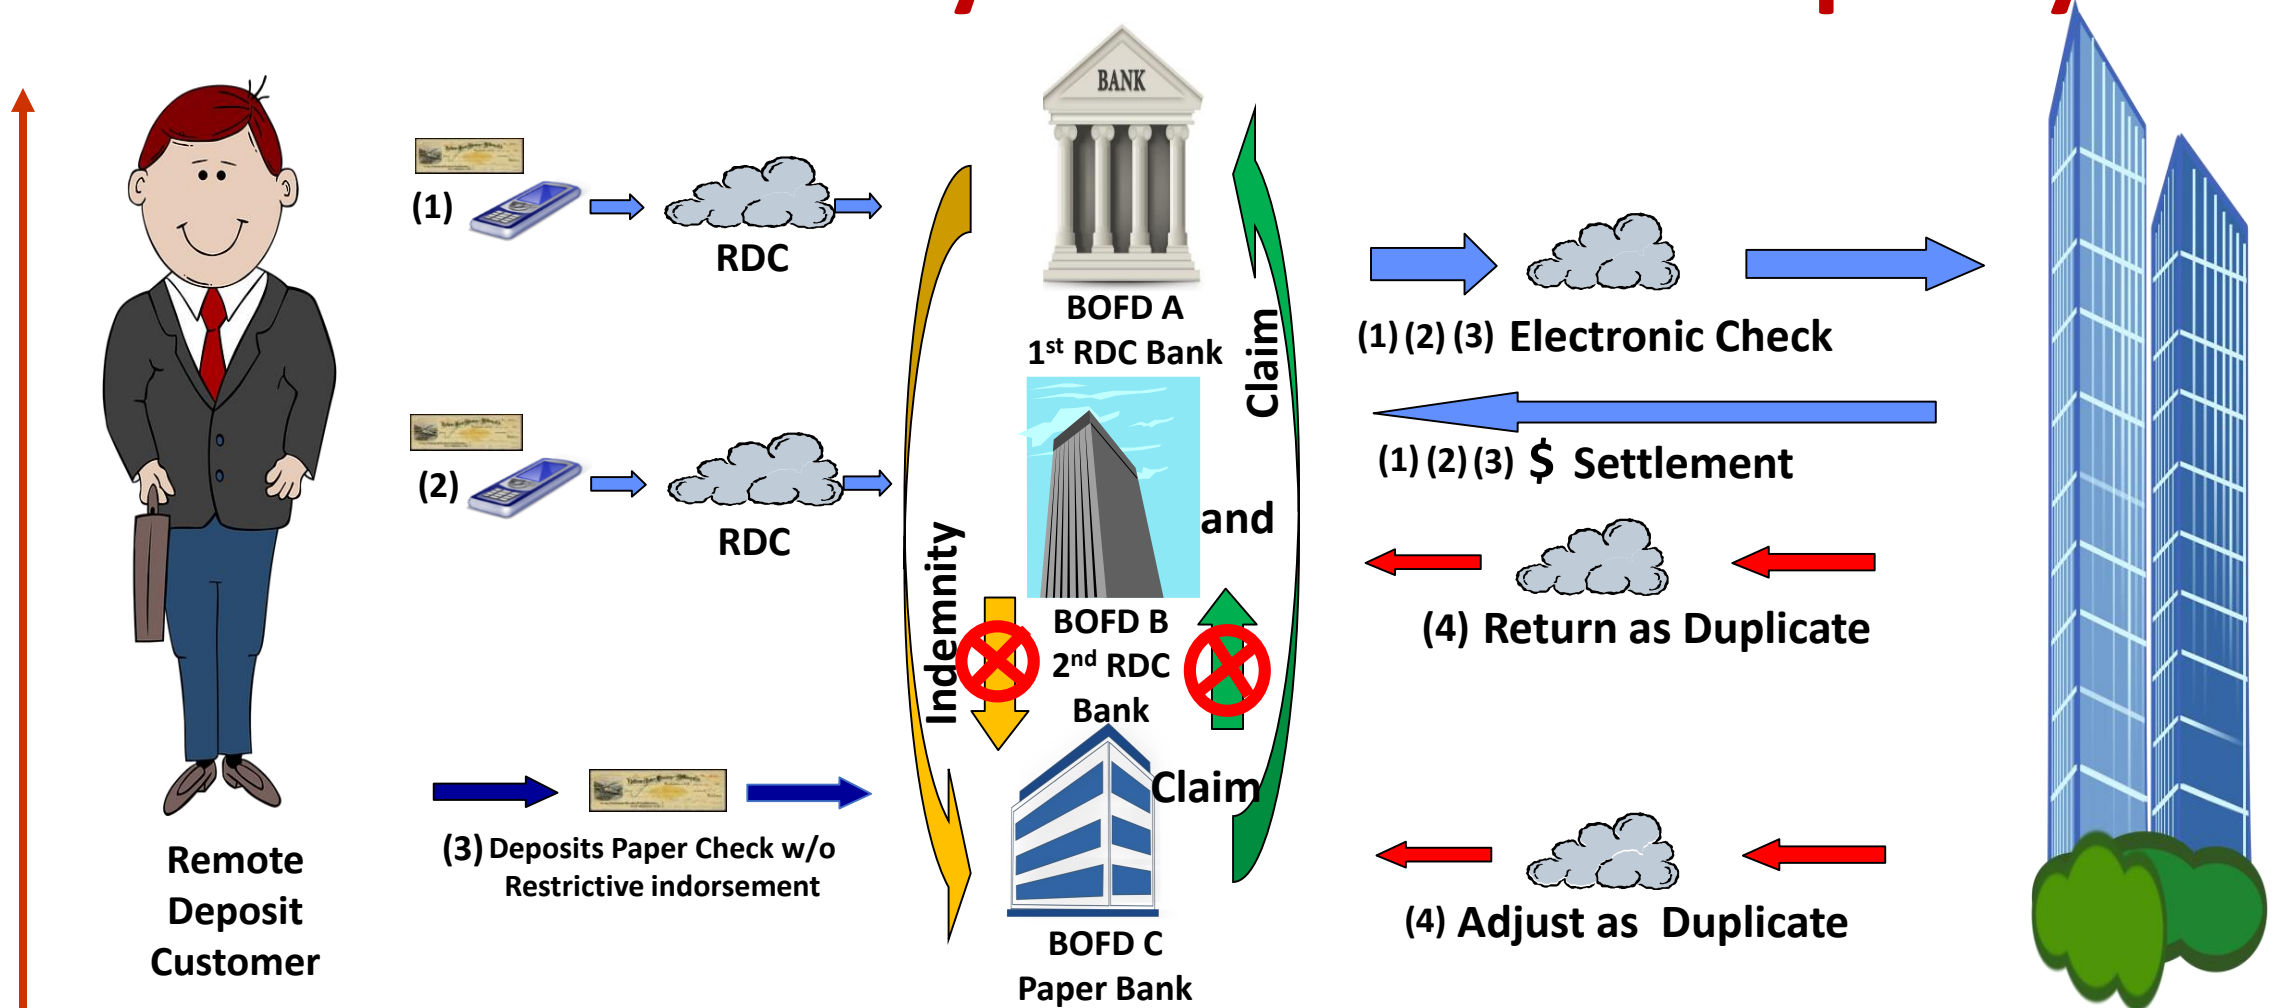 BANK
(1)
RDC
BOFD A
1st RDC Bank
Claim
(1) (2) (3) Electronic Check
(1) (2) (3) $ Settlement
(2)
RDC
Indemnity
and
BOFD B
2nd RDC
Bank
(4) Return as Duplicate
Claim
(3) Deposits Paper Check w/o
Restrictive indorsement
BOFD C
Paper Bank
(4) Adjust as Duplicate
Remote
Deposit
Customer